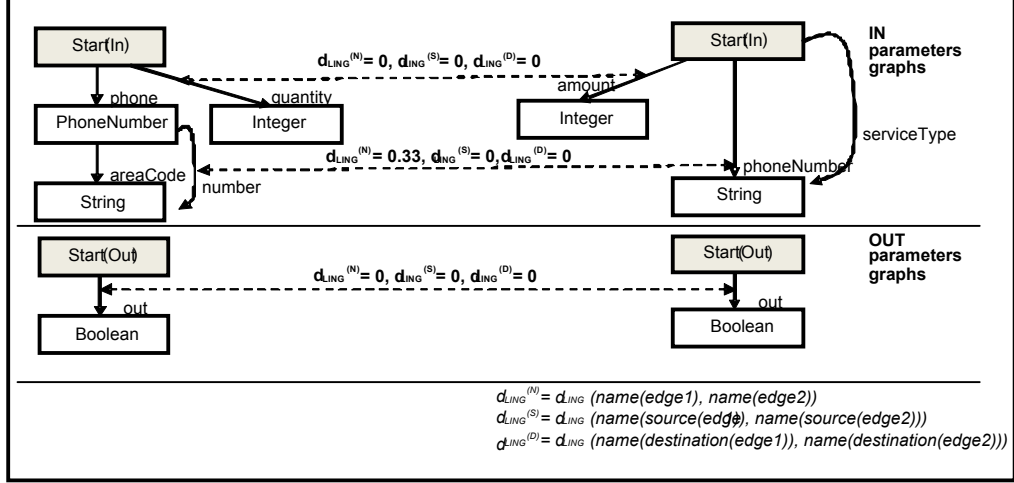 Start(In)
Start(In)
IN
parameters
graphs
dLING(N)= 0, dLING(S)= 0, dLING(D)= 0
phone
quantity
amount
PhoneNumber
Integer
Integer
serviceType
dLING(N)= 0.33, dLING(S)= 0, dLING(D)= 0
areaCode
number
phoneNumber
String
String
Start(Out)
Start(Out)
OUT
parameters
graphs
dLING(N)= 0, dLING(S)= 0, dLING(D)= 0
out
out
Boolean
Boolean
dLING(N)= dLING (name(edge1), name(edge2))
dLING(S)= dLING (name(source(edge1)), name(source(edge2)))
dLING(D)= dLING (name(destination(edge1)), name(destination(edge2)))